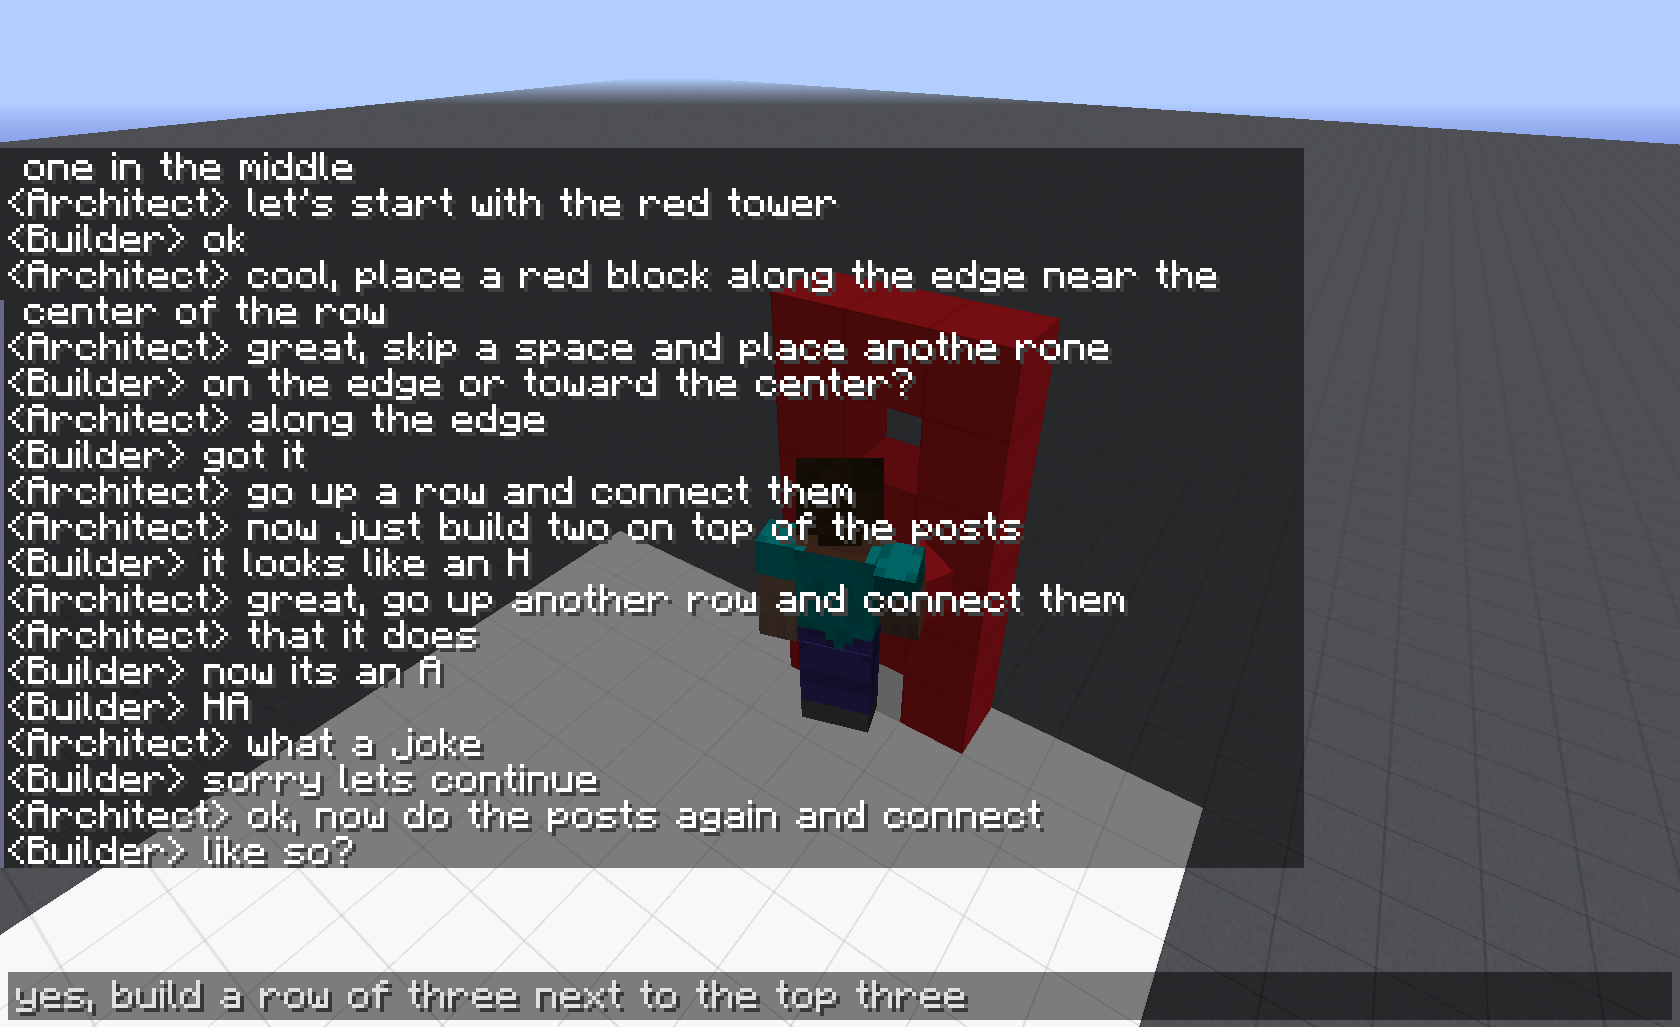 one in the middle
<Architect> let's start with the red tower
<Builder> ok
<Architect> cool, place a red block along the edge near the
center of the row
<Architect> great, skip a space and place anothe rone
<Builder> on the edge or toward the center?
<Architect> along the edge
<Builder> got it
<Architect> go up a row and connect them
<Architect> now just build two on top of the posts
<Builder> it looks like an H
<Architect> great, go up another row and connect them
<Architect> that it does
<Builder> now its an A
<Builder> HA
<Architect> what a joke
<Builder> sorry lets continue
<Architect> ok, now do the posts again and connect
<Builder> like so?
yes, build a row of three next to the top three